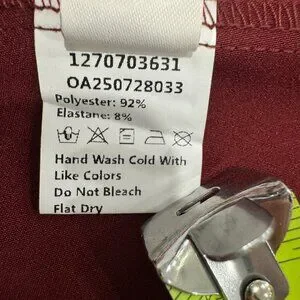 1270703631
OA250728033
Polyester: 92%
Elastane: 8%
Hand Wash Cold With
Like Colors
Do Not Bleach
Flat Dry